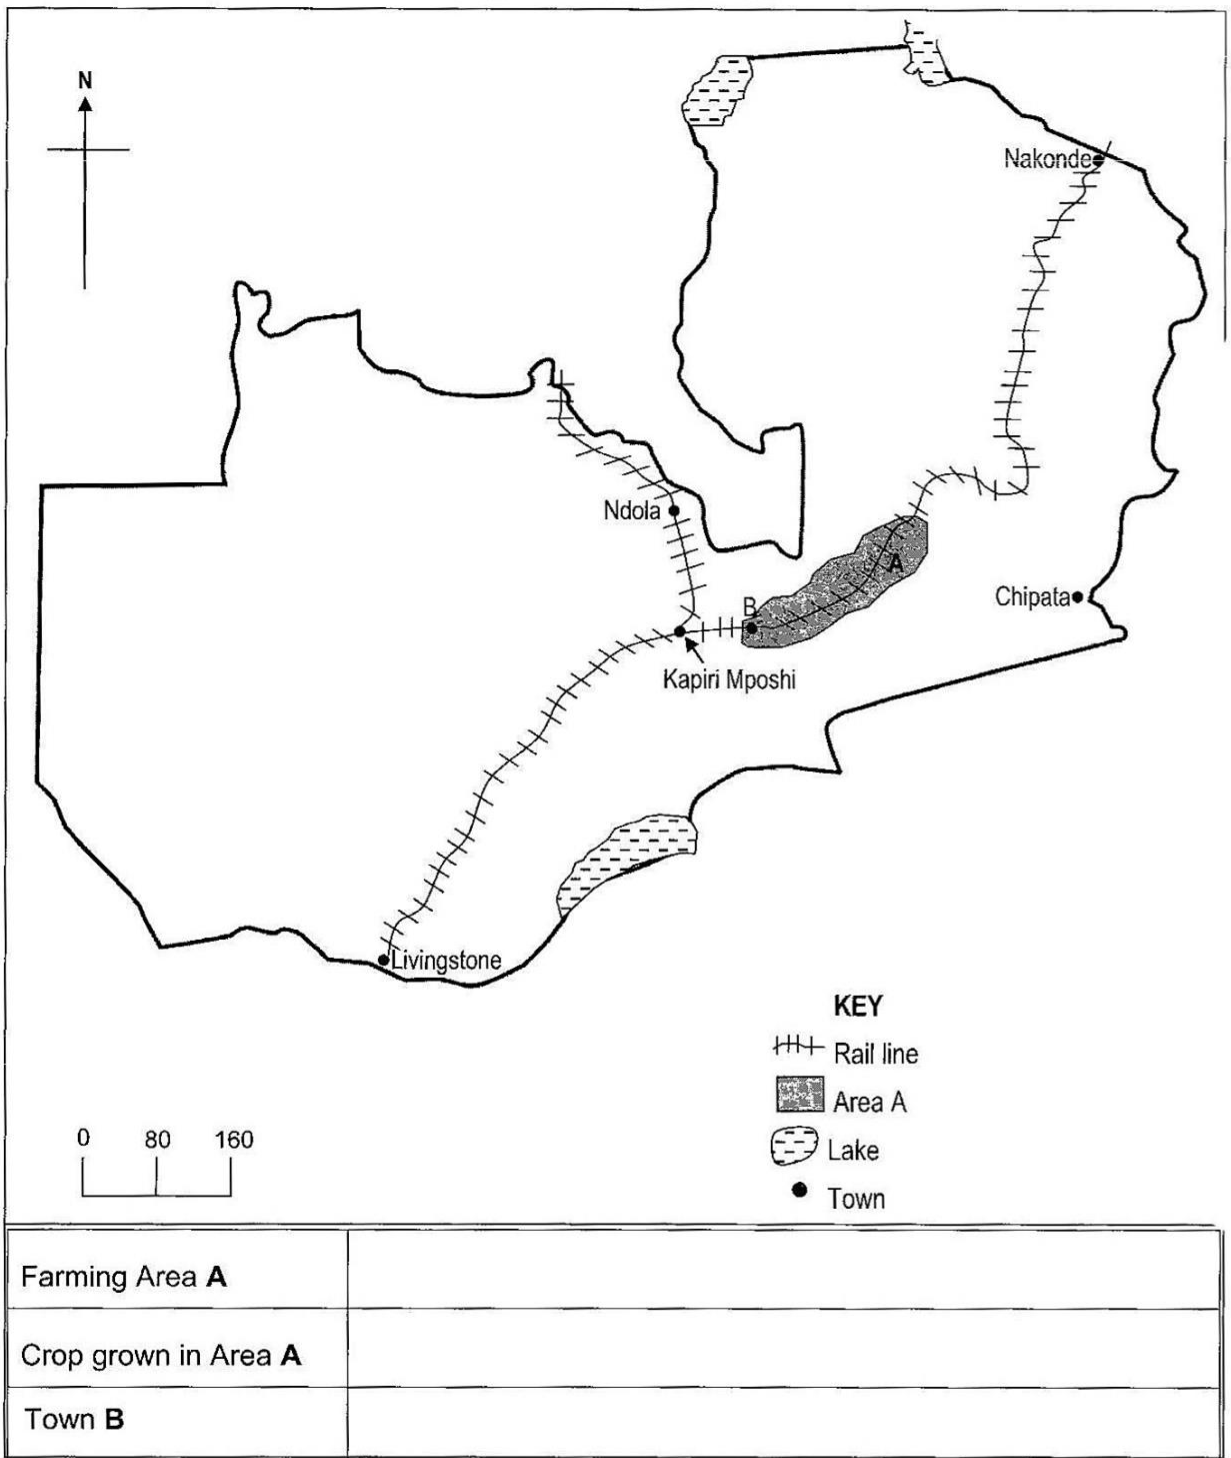 N
Nakonde
Ndola
A
B
Chipata
Kapiri Mposhi
Livingstone
KEY
Rail line
Area A
Lake
Town
0 80 160
Farming Area A
Crop grown in Area A
Town B